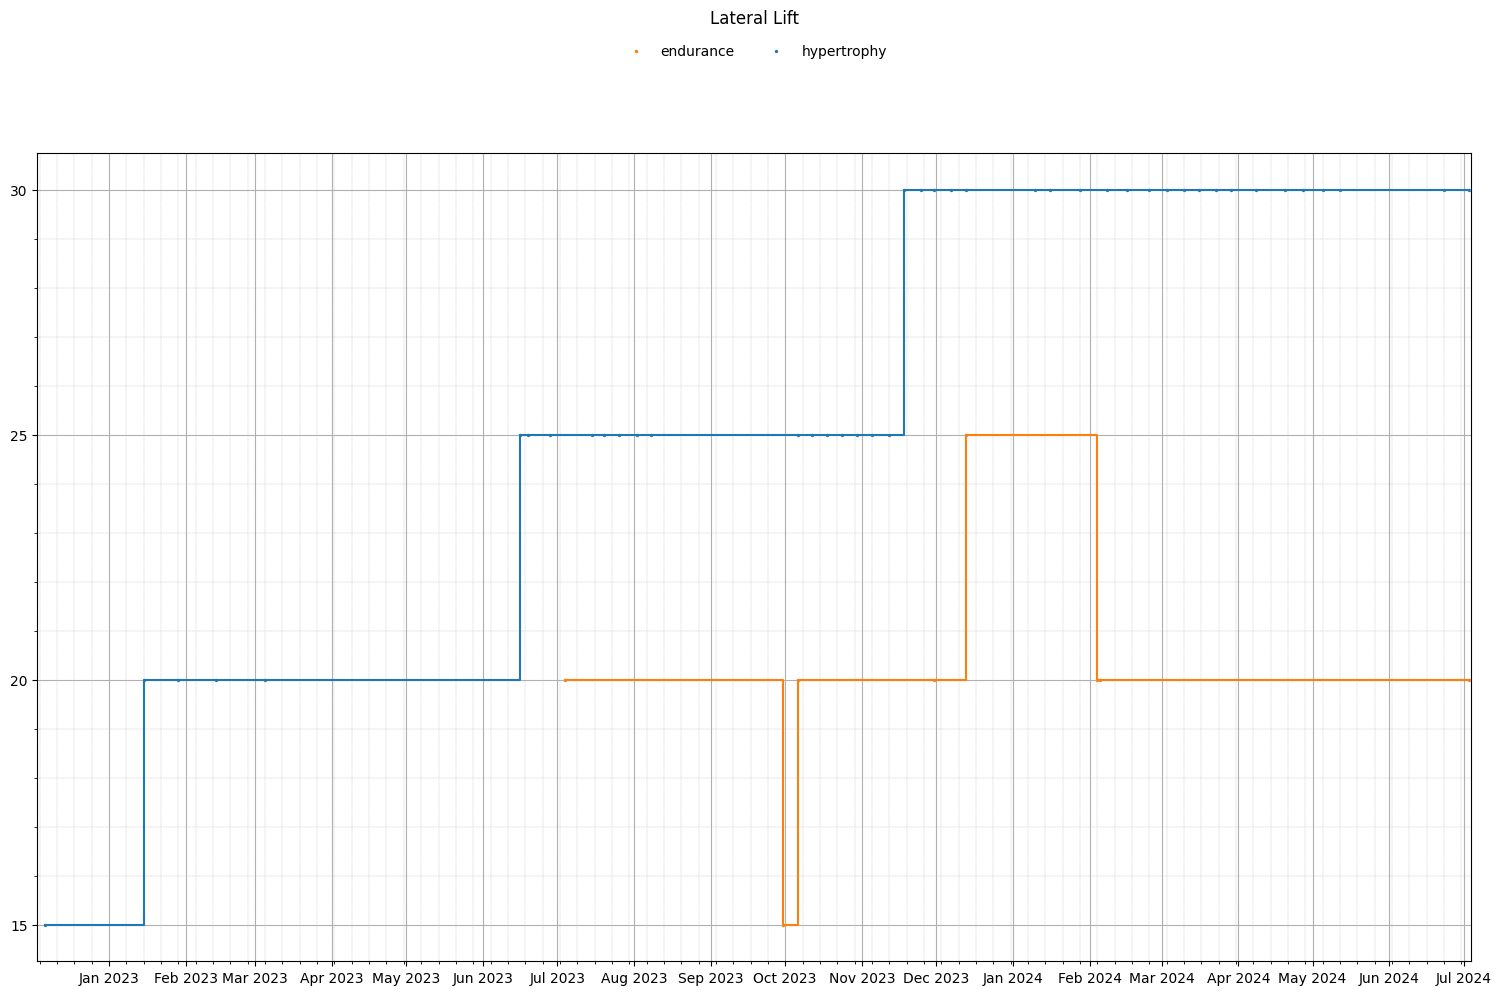 Lateral Lift
endurance hypertrophy
30
25
20
15
Jan 2023 Feb 2023 Mar 2023 Apr 2023 May 2023 Jun 2023 Jul 2023 Aug 2023 Sep 2023 Oct 2023 Nov 2023 Dec 2023 Jan 2024 Feb 2024 Mar 2024 Apr 2024 May 2024 Jun 2024 Jul 2024